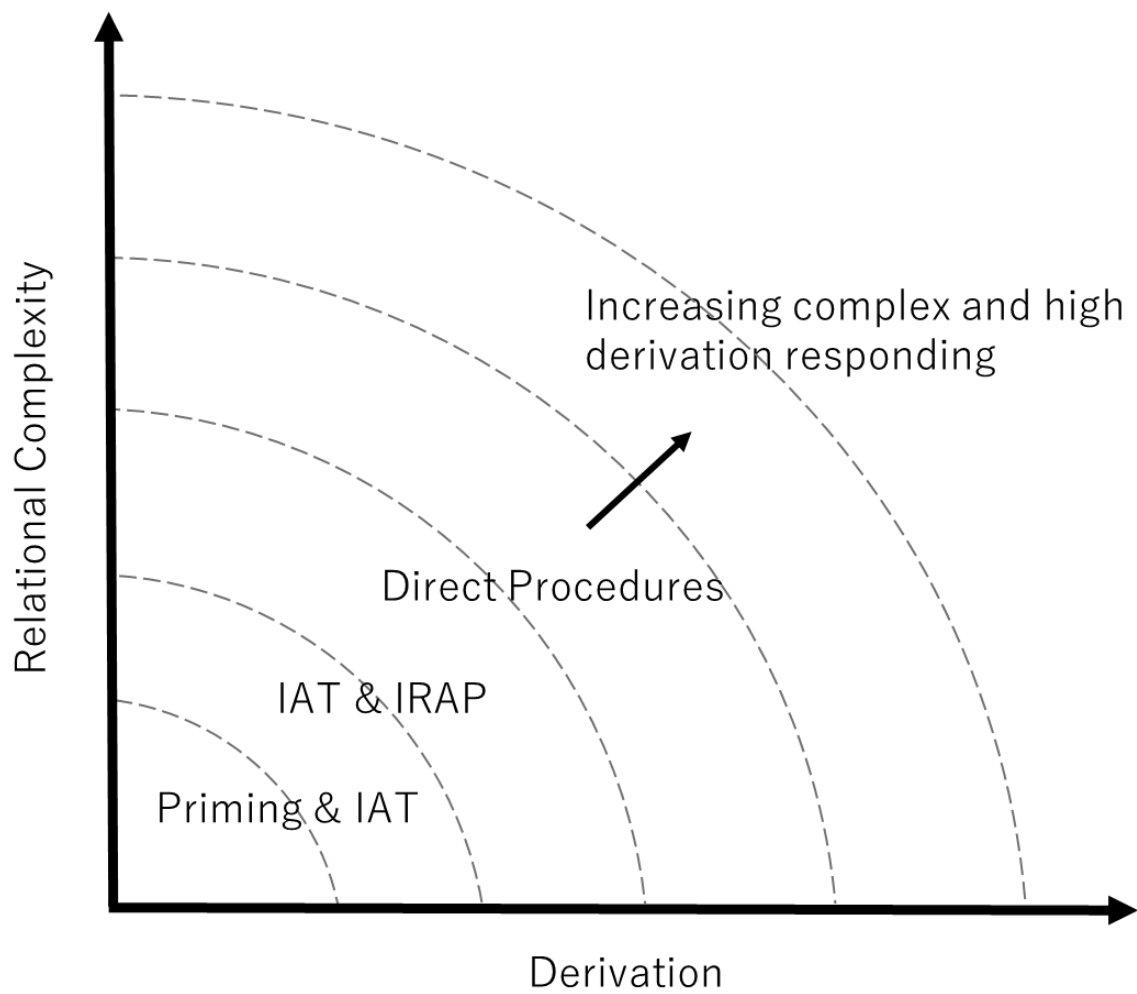 Relational Complexity
Increasing complex and high
derivation responding
Direct Procedures
IAT & IRAP
Priming & IAT
Derivation